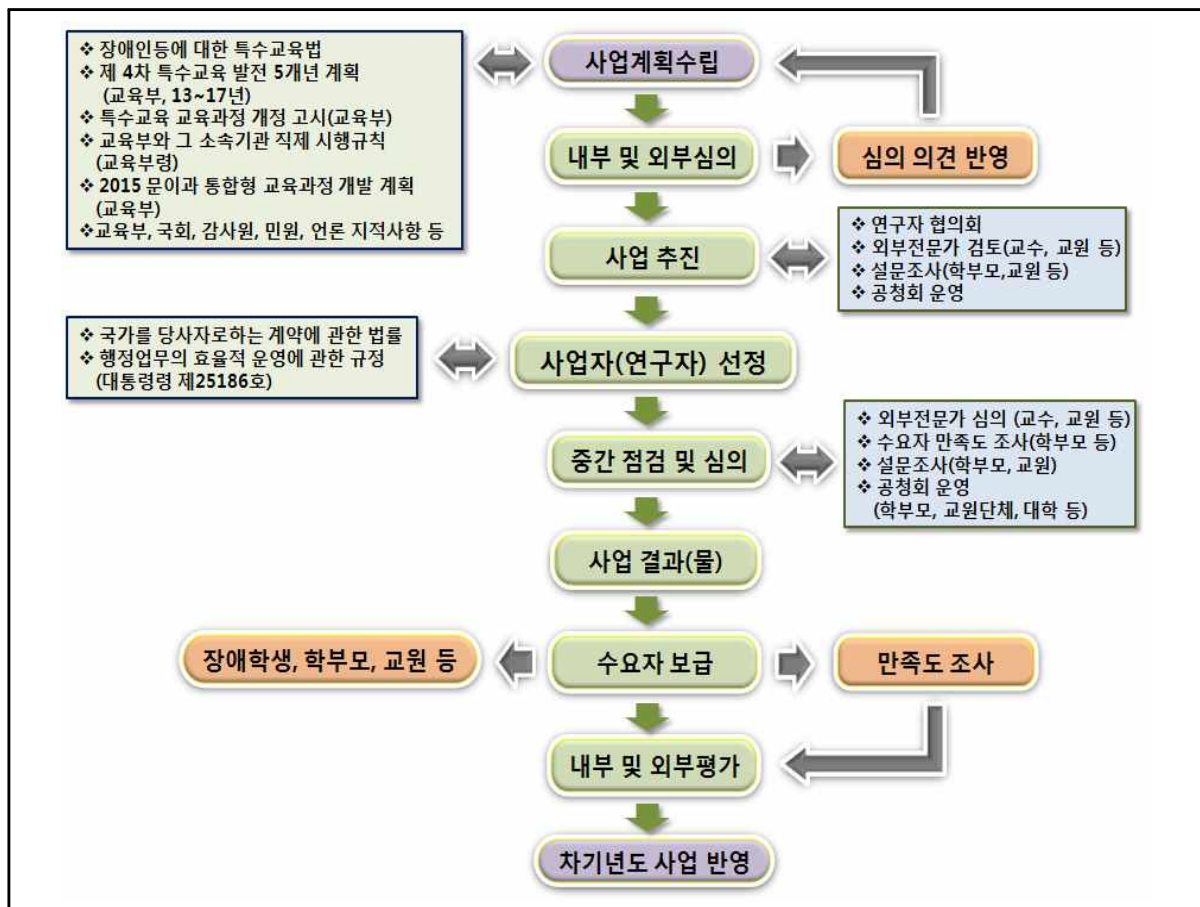 ❖ 장애인등에 대한 특수교육법
❖ 제 4차 특수교육 발전 5개년 계획
(교육부, 13~17년)
❖ 특수교육 교육과정 개정 고시(교육부)
❖ 교육부와 그 소속기관 직제 시행규칙
(교육부령)
❖ 2015 문이과 통합형 교육과정 개발 계획
(교육부)
❖교육부, 국회, 감사원, 민원, 언론 지적사항 등
사업계획수립
내부 및 외부심의
심의 의견 반영
사업 추진
❖ 연구자 협의회
❖ 외부전문가 검토(교수, 교원 등)
❖ 설문조사(학부모,교원 등)
❖ 공청회 운영
❖ 국가를 당사자로하는 계약에 관한 법률
❖ 행정업무의 효율적 운영에 관한 규정
(대통령령 제25186호)
사업자(연구자) 선정
중간 점검 및 심의
❖ 외부전문가 심의 (교수, 교원 등)
❖ 수요자 만족도 조사(학부모 등)
❖ 설문조사(학부모, 교원)
❖ 공청회 운영
(학부모, 교원단체, 대학 등)
사업 결과(물)
장애학생, 학부모, 교원 등
수요자 보급
만족도 조사
내부 및 외부평가
차기년도 사업 반영